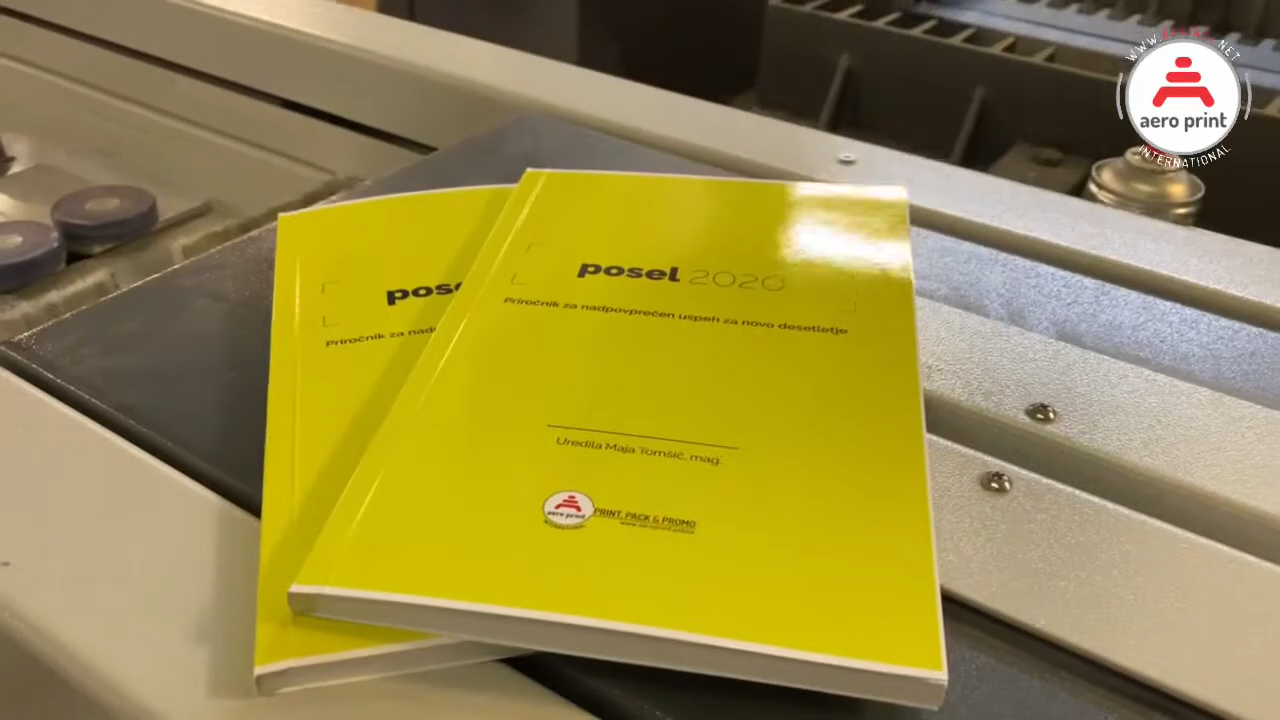 aero print
INTERNATIONAL
posel 2020
Priročnik za nadpovprečen uspeh za novo desetletje
Uredila Maja Tomšič, mag.
aero print
INTERNATIONAL
PRINT, PACK & PROMO
posel
Priročnik za